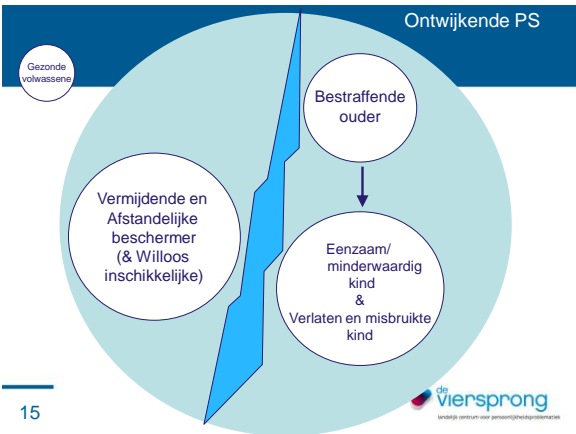 Ontwijkende PS
Gezonde
volwassene
Bestraffende
ouder
Vermijdende en
Afstandelijke
beschermer
(& Willoos
inschikkelijke)
Eenzaam/
minderwaardig
kind
&
Verlaten en misbruikte
kind
15
de
viersprong
landelijk centrum voor persoonlijkheidsproblematiek